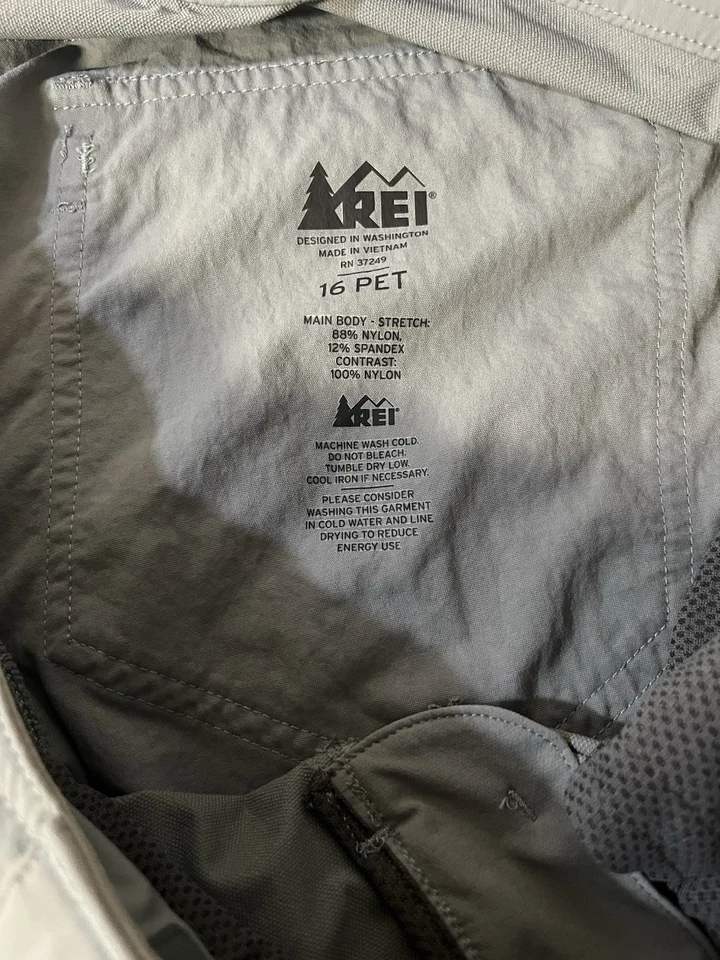 REI®
DESIGNED IN WASHINGTON
MADE IN VIETNAM
RN 37249
16 PET
MAIN BODY - STRETCH:
88% NYLON,
12% SPANDEX
CONTRAST:
100% NYLON
REI®
MACHINE WASH COLD.
DO NOT BLEACH.
TUMBLE DRY LOW.
COOL IRON IF NECESSARY.
PLEASE CONSIDER
WASHING THIS GARMENT
IN COLD WATER AND LINE
DRYING TO REDUCE
ENERGY USE